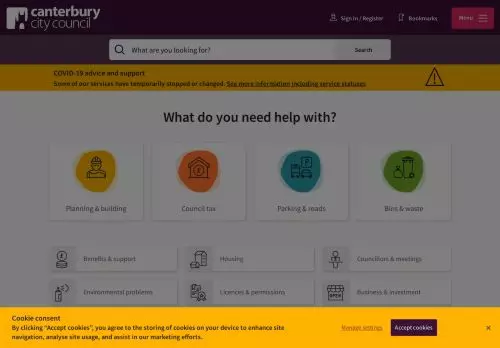 canterbury
city council
Sign in / Register
Bookmarks
Menu
What are you looking for?
Search
COVID-19 advice and support
Some of our services have temporarily stopped or changed. See more information including service statuses
What do you need help with?
Planning & building
Council tax
Parking & roads
Bins & waste
Benefits & support
Housing
Councillors & meetings
Environmental problems
Licences & permissions
OPEN
Business & investment
Cookie consent
By clicking “Accept cookies”, you agree to the storing of cookies on your device to enhance site
navigation, analyse site usage, and assist in our marketing efforts.
Manage settings
Accept cookies
×